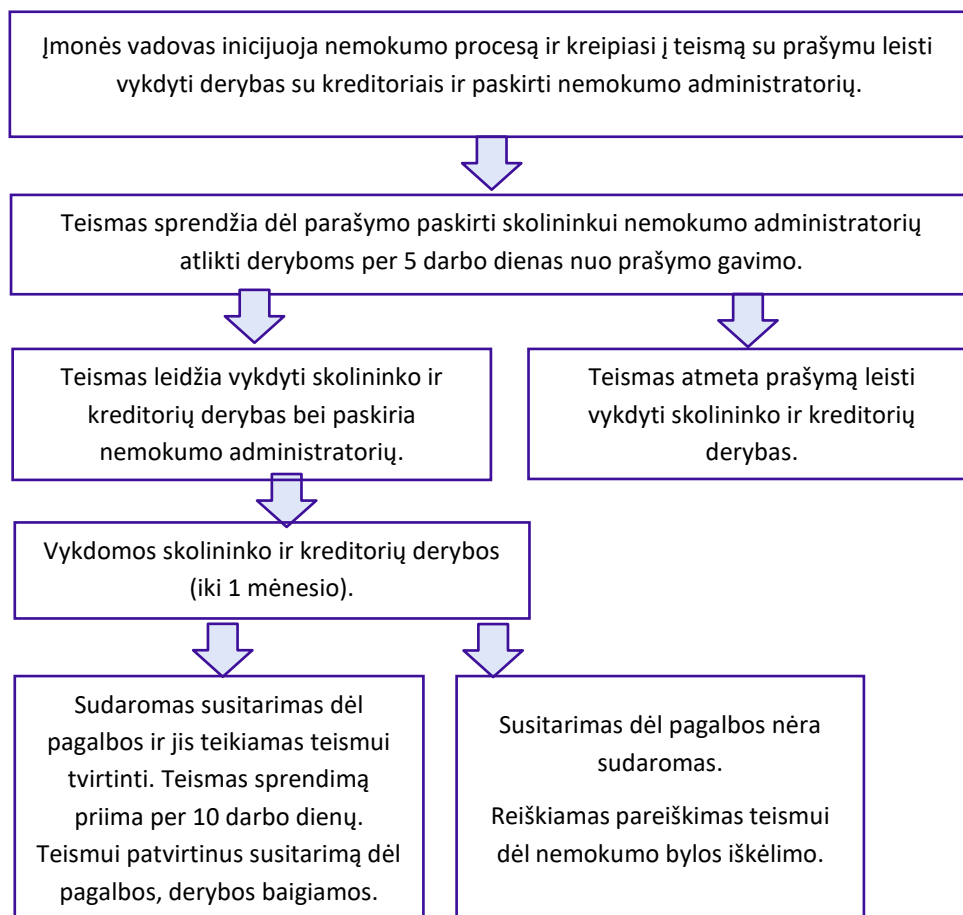 Įmonės vadovas inicijuoja nemokumo procesą ir kreipiasi į teismą su prašymu leisti
vykdyti derybas su kreditoriais ir paskirti nemokumo administratorių.
Teismas sprendžia dėl parašymo paskirti skolininkui nemokumo administratorių
atlikti deryboms per 5 darbo dienas nuo prašymo gavimo.
Teismas leidžia vykdyti skolininko ir
kreditorių derybas bei paskiria
nemokumo administratorių.
Teismas atmeta prašymą leisti
vykdyti skolininko ir kreditorių
derybas.
Vykdomos skolininko ir kreditorių derybos
(iki 1 mėnesio).
Sudaromas susitarimas dėl
pagalbos ir jis teikiamas teismui
tvirtinti. Teismas sprendimą
priima per 10 darbo dienų.
Teismui patvirtinus susitarimą dėl
pagalbos, derybos baigiamos.
Susitarimas dėl pagalbos nėra
sudaromas.
Reiškiamas pareiškimas teismui
dėl nemokumo bylos iškėlimo.